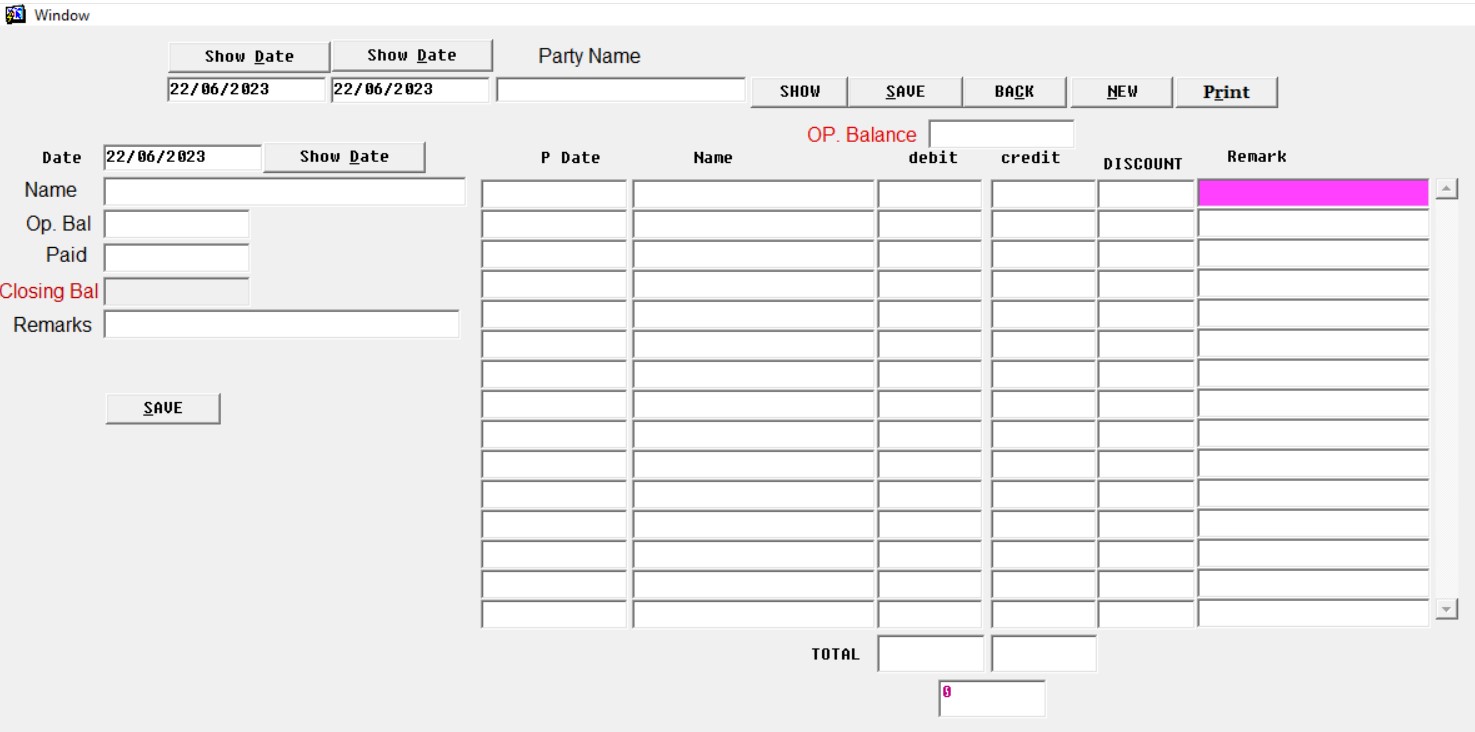 Window
Show Date Show Date Party Name
22/06/2023 22/06/2023 SHOW SAVE BACK NEW Print
OP. Balance
Date 22/06/2023 Show Date P Date Name debit credit DISCOUNT Remark
Name
Op. Bal
Paid
Closing Bal
Remarks
SAVE
TOTAL
0